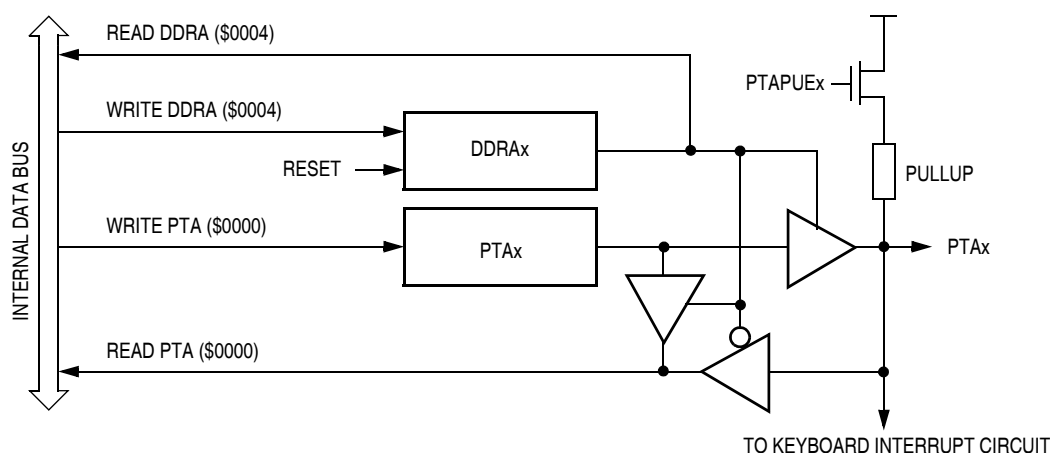 READ DDRA ($0004)
PTAPUEx
WRITE DDRA ($0004)
DDRAx
RESET
PULLUP
INTERNAL DATA BUS
WRITE PTA ($0000)
PTAx
PTAx
READ PTA ($0000)
TO KEYBOARD INTERRUPT CIRCUIT